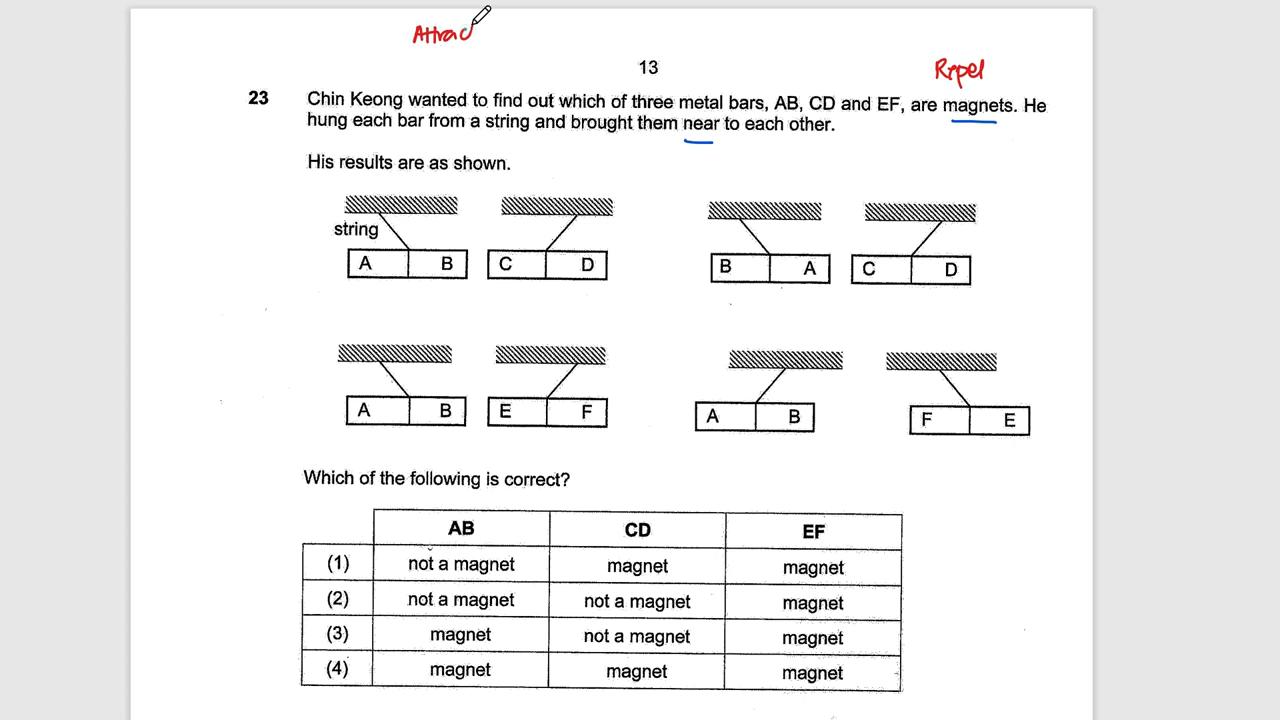 Attrac
13
Repel
23 Chin Keong wanted to find out which of three metal bars, AB, CD and EF, are magnets. He
hung each bar from a string and brought them near to each other.
His results are as shown.
string
A B C D
B A C D
A B E F
A B F E
Which of the following is correct?
AB CD EF
(1) not a magnet magnet magnet
(2) not a magnet not a magnet magnet
(3) magnet not a magnet magnet
(4) magnet magnet magnet